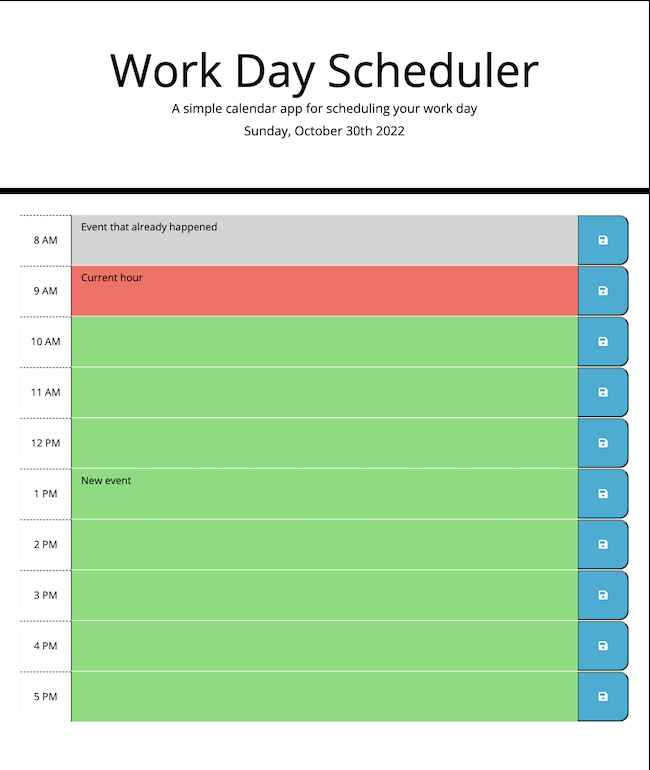 Work Day Scheduler
A simple calendar app for scheduling your work day
Sunday, October 30th 2022
8 AM Event that already happened
9 AM Current hour
10 AM
11 AM
12 PM
1 PM New event
2 PM
3 PM
4 PM
5 PM